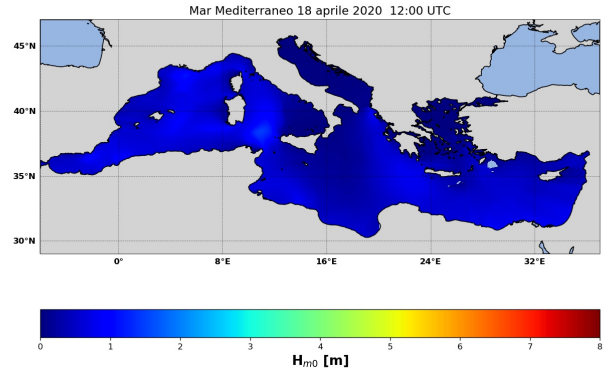 Mar Mediterraneo 18 aprile 2020  12:00 UTC
45°N
40°N
35°N
30°N
0° 8°E 16°E 24°E 32°E
0 1 2 3 4 5 6 7 8
Hm0 [m]